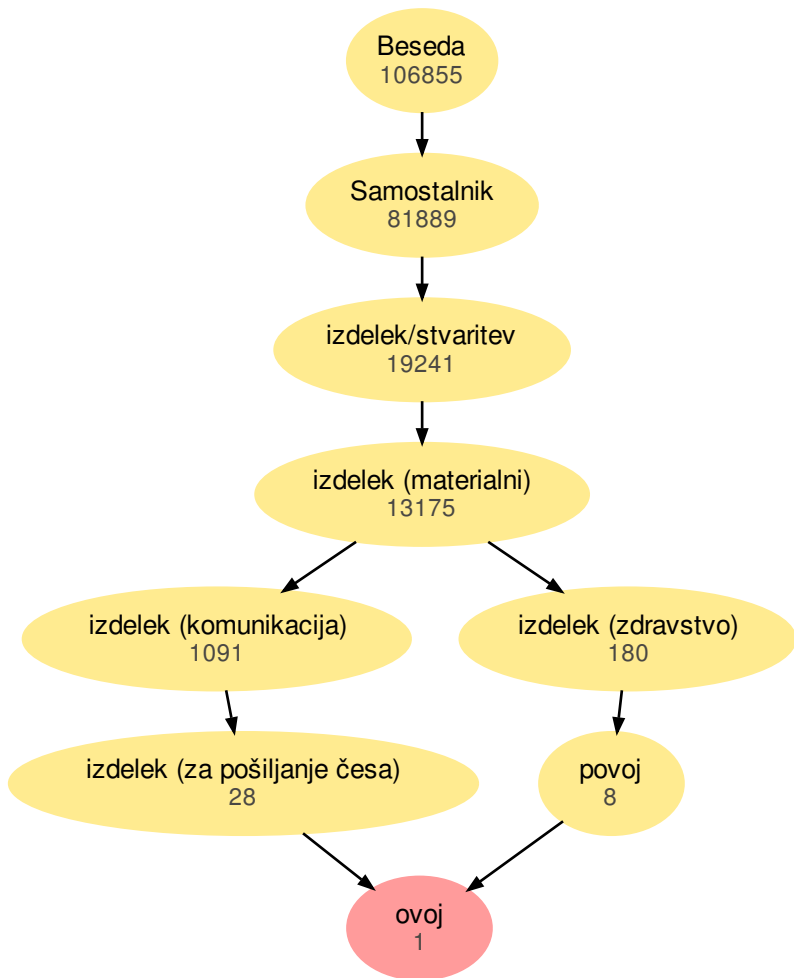 Beseda
106855
Samostalnik
81889
izdelek/stvaritev
19241
izdelek (materialni)
13175
izdelek (komunikacija)
1091
izdelek (zdravstvo)
180
izdelek (za pošiljanje česa)
28
povoj
8
ovoj
1